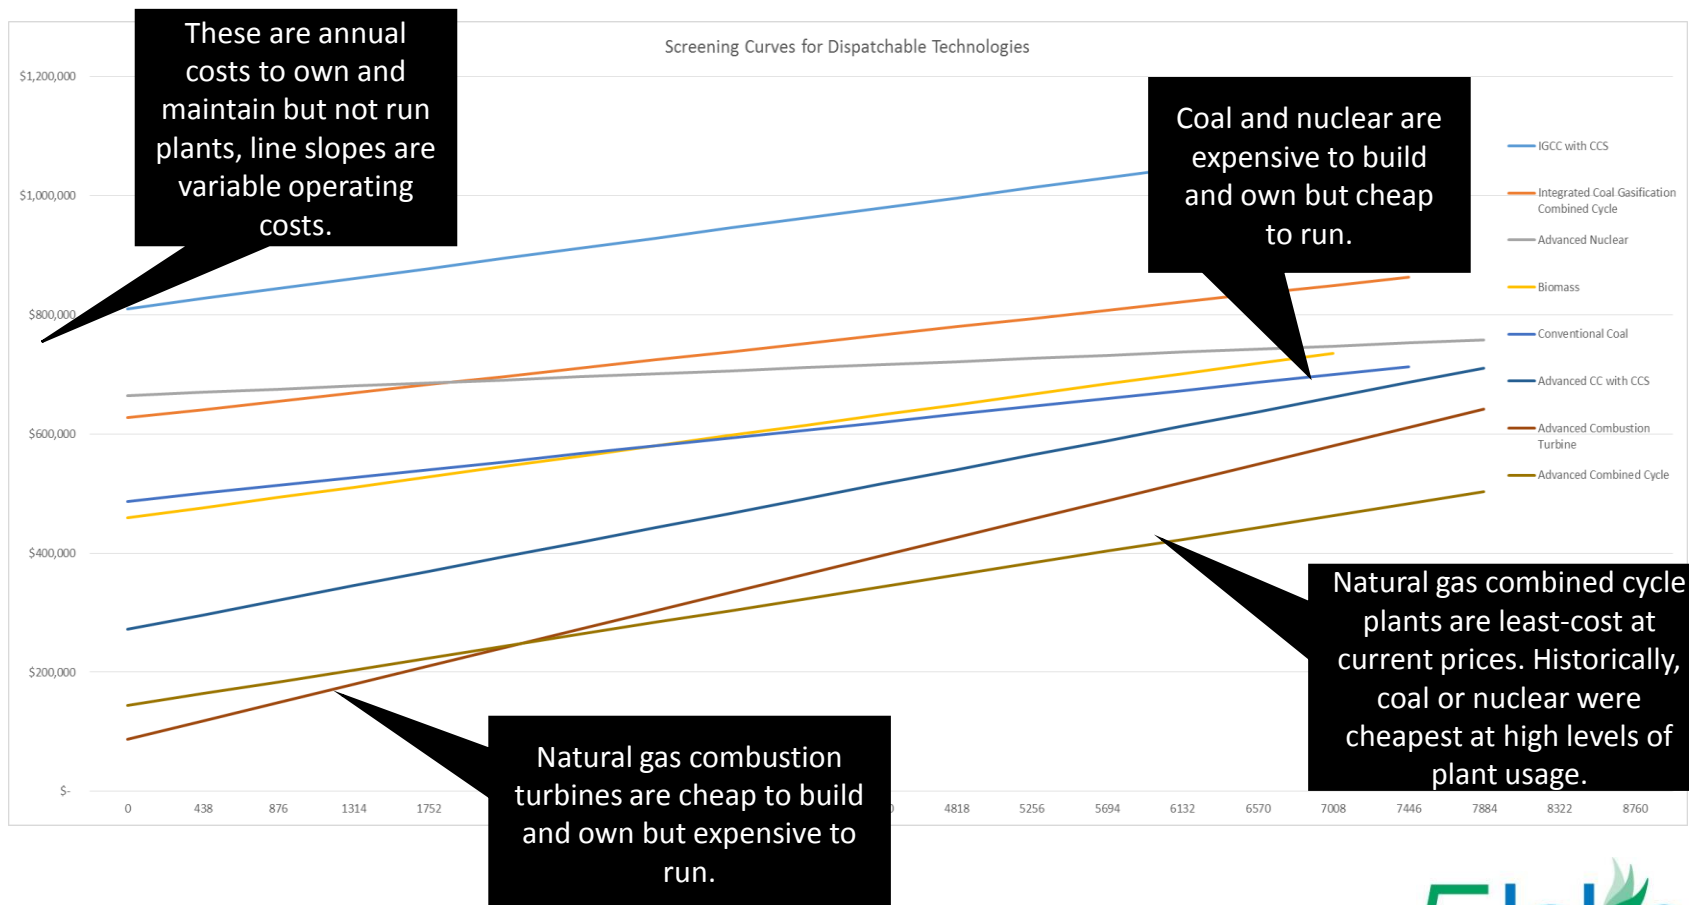 These are annual
costs to own and
maintain but not run
plants, line slopes are
variable operating
costs.
Screening Curves for Dispatchable Technologies
Coal and nuclear are
expensive to build
and own but cheap
to run.
$1,200,000
$1,000,000
$800,000
$600,000
$400,000
$200,000
$-
IGCC with CCS
Integrated Coal Gasification
Combined Cycle
Advanced Nuclear
Biomass
Conventional Coal
Advanced CC with CCS
Advanced Combustion
Turbine
Advanced Combined Cycle
Natural gas combined cycle
plants are least-cost at
current prices. Historically,
coal or nuclear were
cheapest at high levels of
plant usage.
Natural gas combustion
turbines are cheap to build
and own but expensive to
run.
0 438 876 1314 1752 4818 5256 5694 6132 6570 7008 7446 7884 8322 8760